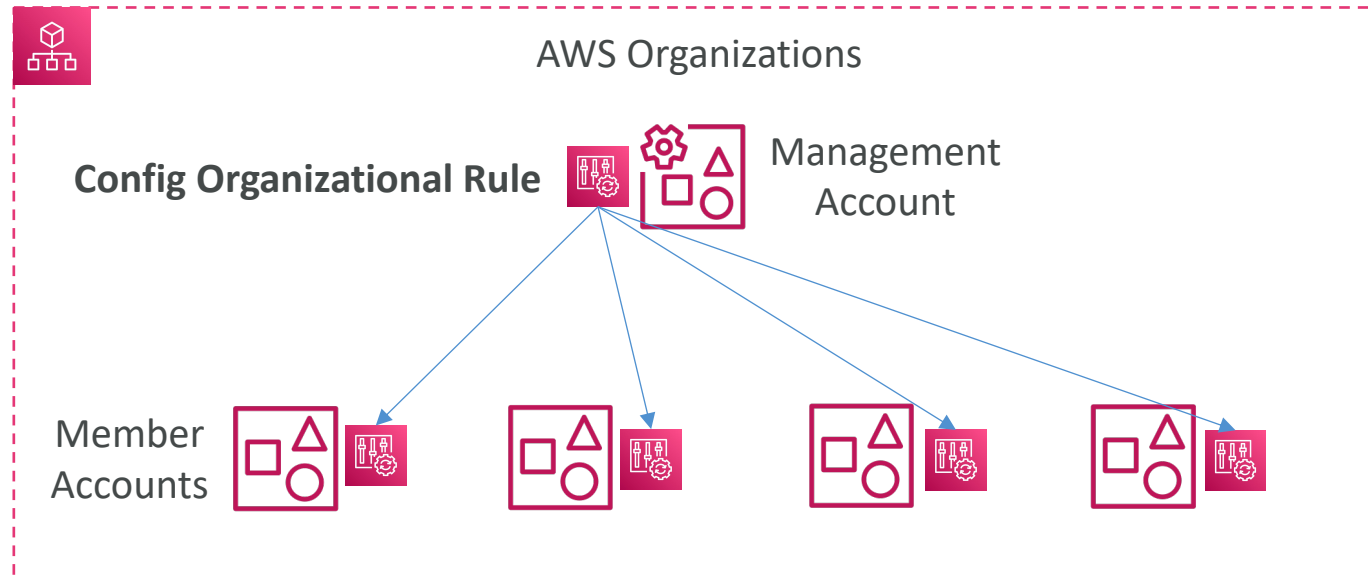 AWS Organizations
Config Organizational Rule
Management
Account
Member
Accounts